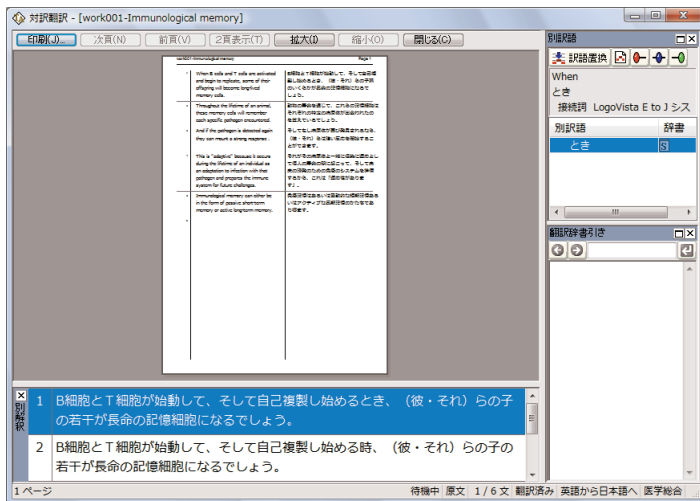 対訳翻訳 - [work001-Immunological memory]
印刷(J)... 次頁(N) 前頁(V) 2頁表示(T) 拡大(I) 縮小(O) 閉じる(C)
work001-Immunological memory Page 1
When B cells and T cells are activated
and begin to replicate, some of their
offspring will become long-lived
memory cells.
Throughout the lifetime of an animal,
these memory cells will remember
each specific pathogen encountered.
And if the pathogen is detected again
they can mount a strong response.
This is "adaptive" because it occurs
during the lifetime of an individual as
an adaptation to infection with that
pathogen and prepares the immune
system for future challenges.
Immunological memory can either be
in the form of passive short-term
memory or active long-term memory.
別訳語
訳語置換
When
とき
接続詞 LogoVista E to J シス
別訳語 辞書
とき S
翻訳辞書引き
別解釈
1 B細胞とT細胞が始動して、そして自己複製し始めるとき、(彼・それ)らの子
の若干が長命の記憶細胞になるでしょう。
2 B細胞とT細胞が始動して、そして自己複製し始める時、(彼・それ)らの子の
若干が長命の記憶細胞になるでしょう。
1 ページ 待機中 原文 1 / 6 文 翻訳済み 英語から日本語へ 医学総合